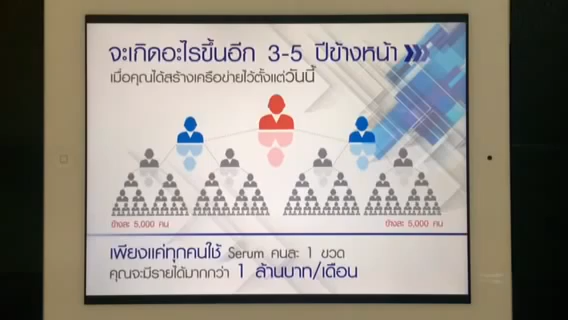 จะเกิดอะไรขึ้นอีก 3-5 ปีข้างหน้า
เมื่อคุณได้สร้างเครือข่ายไว้ตั้งแต่วันนี้
ข้างละ 5,000 คน
ข้างละ 5,000 คน
เพียงแค่ทุกคนใช้ Serum คนละ 1 ขวด
คุณจะมีรายได้มากกว่า 1 ล้านบาท/เดือน